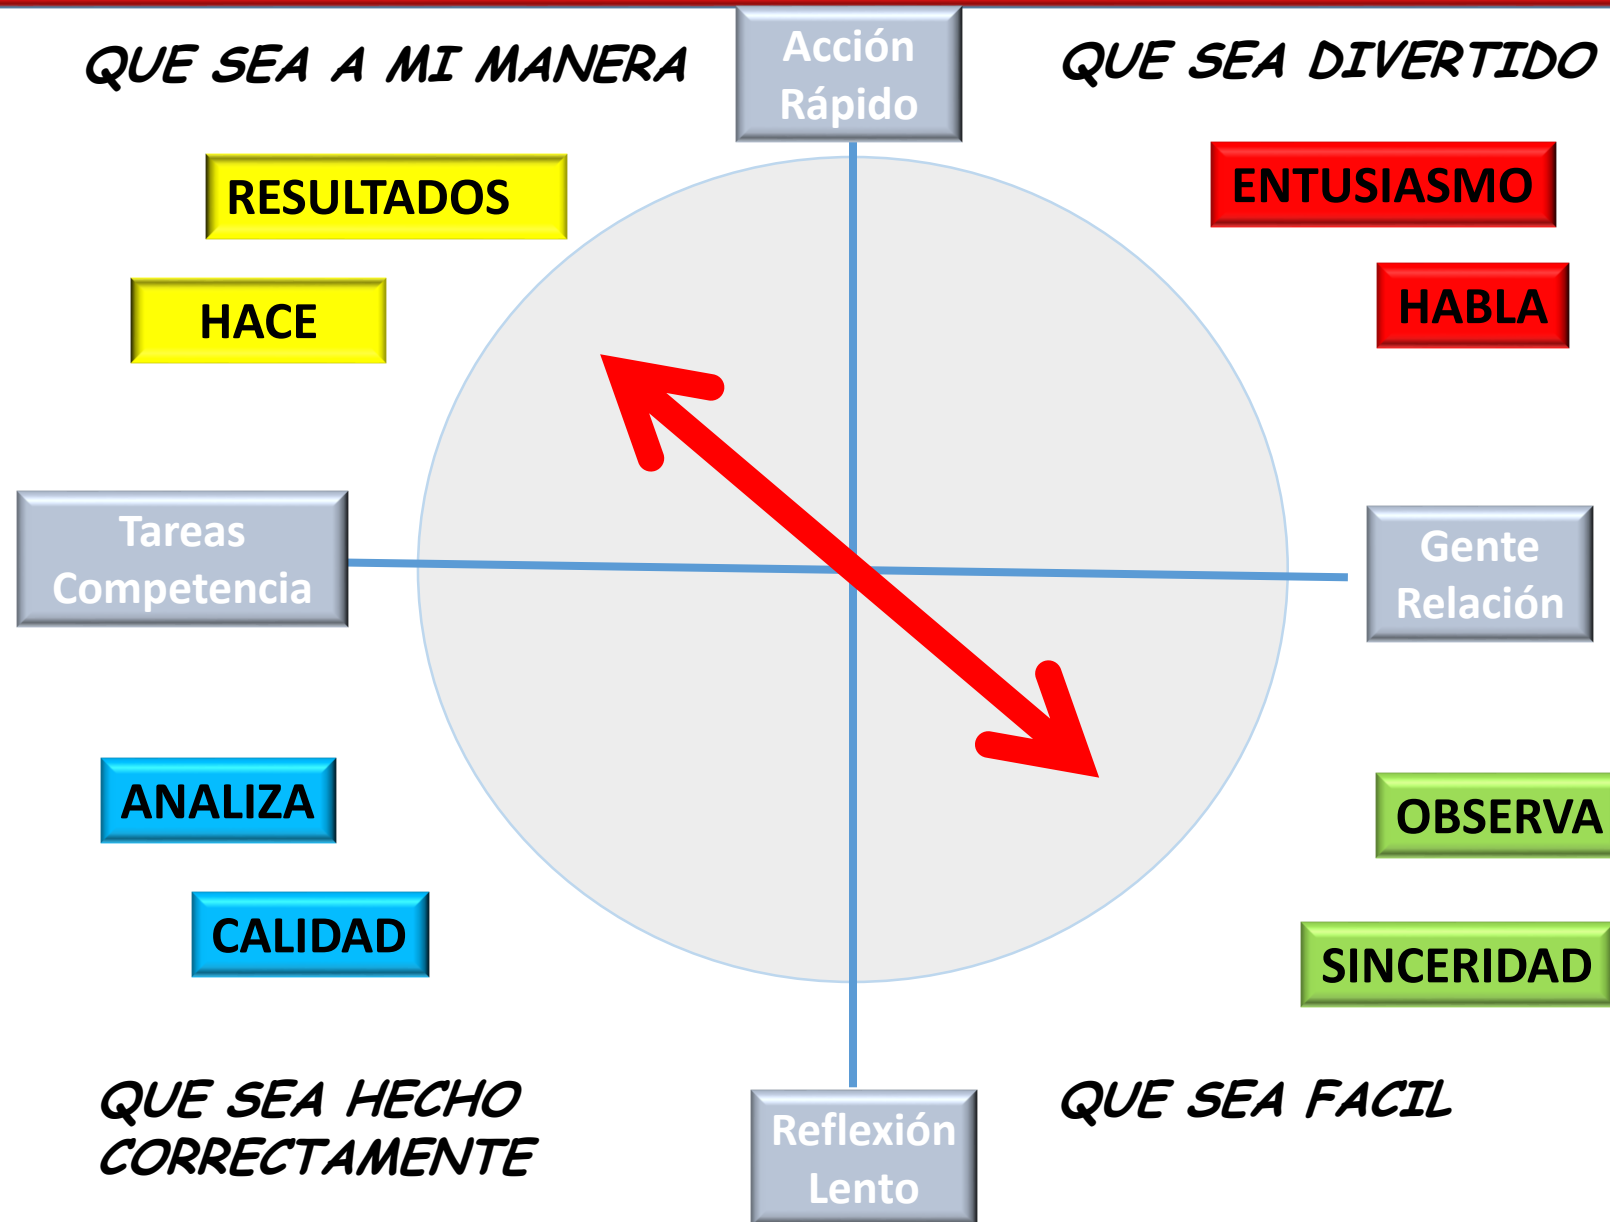 QUE SEA A MI MANERA
Acción
Rápido
QUE SEA DIVERTIDO
RESULTADOS
ENTUSIASMO
HACE
HABLA
Tareas
Competencia
Gente
Relación
ANALIZA
OBSERVA
CALIDAD
SINCERIDAD
QUE SEA HECHO
CORRECTAMENTE
Reflexión
Lento
QUE SEA FACIL